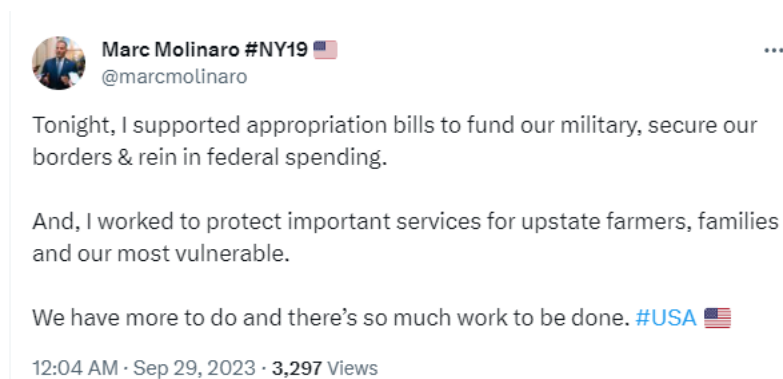 Marc Molinaro #NY19 🇺🇸
@marcmolinaro
Tonight, I supported appropriation bills to fund our military, secure our
borders & rein in federal spending.
And, I worked to protect important services for upstate farmers, families
and our most vulnerable.
We have more to do and there’s so much work to be done. #USA 🇺🇸
12:04 AM · Sep 29, 2023 · 3,297 Views